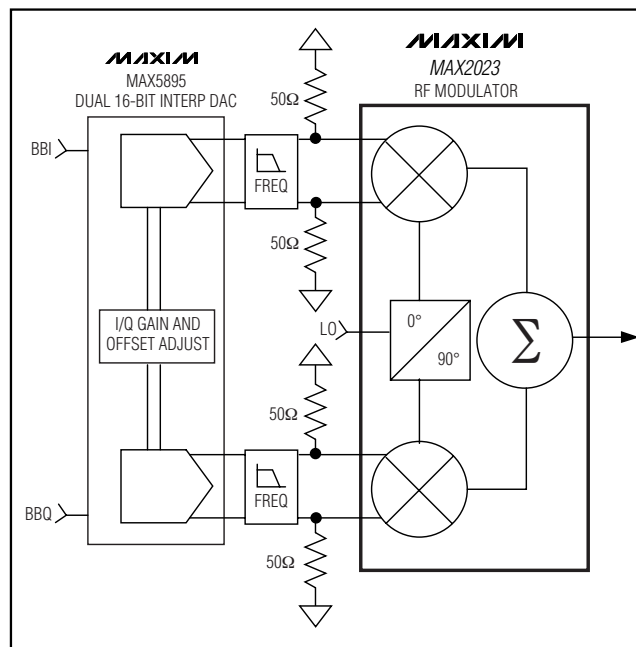 MAXIM
MAX5895
DUAL 16-BIT INTERP DAC
MAXIM
MAX2023
RF MODULATOR
50Ω
BBI
FREQ
50Ω
I/Q GAIN AND
OFFSET ADJUST
LO
0°
90°
Σ
50Ω
FREQ
BBQ
50Ω